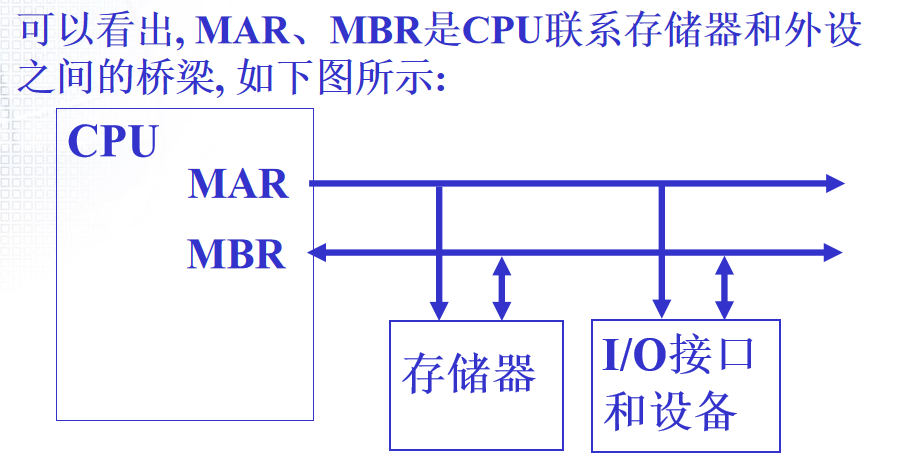 可以看出, MAR、MBR是CPU联系存储器和外设
之间的桥梁, 如下图所示:
CPU
MAR
MBR
存储器
I/O接口
和设备